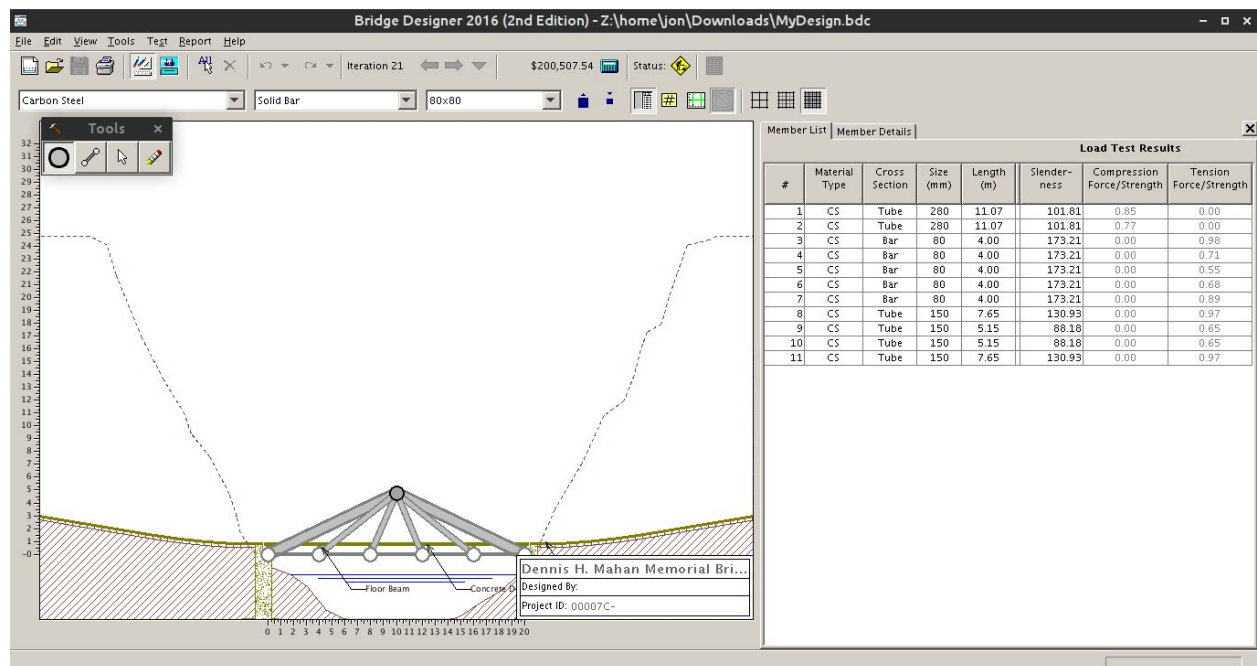 Bridge Designer 2016 (2nd Edition) - Z:\home\jon\Downloads\MyDesign.bdc
File Edit View Tools Test Report Help
All Iteration 21 $200,507.54 Status:
Carbon Steel Solid Bar 80x80 #
Tools
Member List Member Details
Load Test Results
# Material Type Cross Section Size (mm) Length (m) Slender-ness Compression Force/Strength Tension Force/Strength
1 CS Tube 280 11.07 101.81 0.85 0.00
2 CS Tube 280 11.07 101.81 0.77 0.00
3 CS Bar 80 4.00 173.21 0.00 0.98
4 CS Bar 80 4.00 173.21 0.00 0.71
5 CS Bar 80 4.00 173.21 0.00 0.55
6 CS Bar 80 4.00 173.21 0.00 0.68
7 CS Bar 80 4.00 173.21 0.00 0.89
8 CS Tube 150 7.65 130.93 0.00 0.97
9 CS Tube 150 5.15 88.18 0.00 0.65
10 CS Tube 150 5.15 88.18 0.00 0.65
11 CS Tube 150 7.65 130.93 0.00 0.97
32
31
30
29
28
27
26
25
24
23
22
21
20
19
18
17
16
15
14
13
12
11
10
9
8
7
6
5
4
3
2
1
-0
Floor Beam
Concrete D
Dennis H. Mahan Memorial Bri...
Designed By:
Project ID: 00007C-
0 1 2 3 4 5 6 7 8 9 10 11 12 13 14 15 16 17 18 19 20